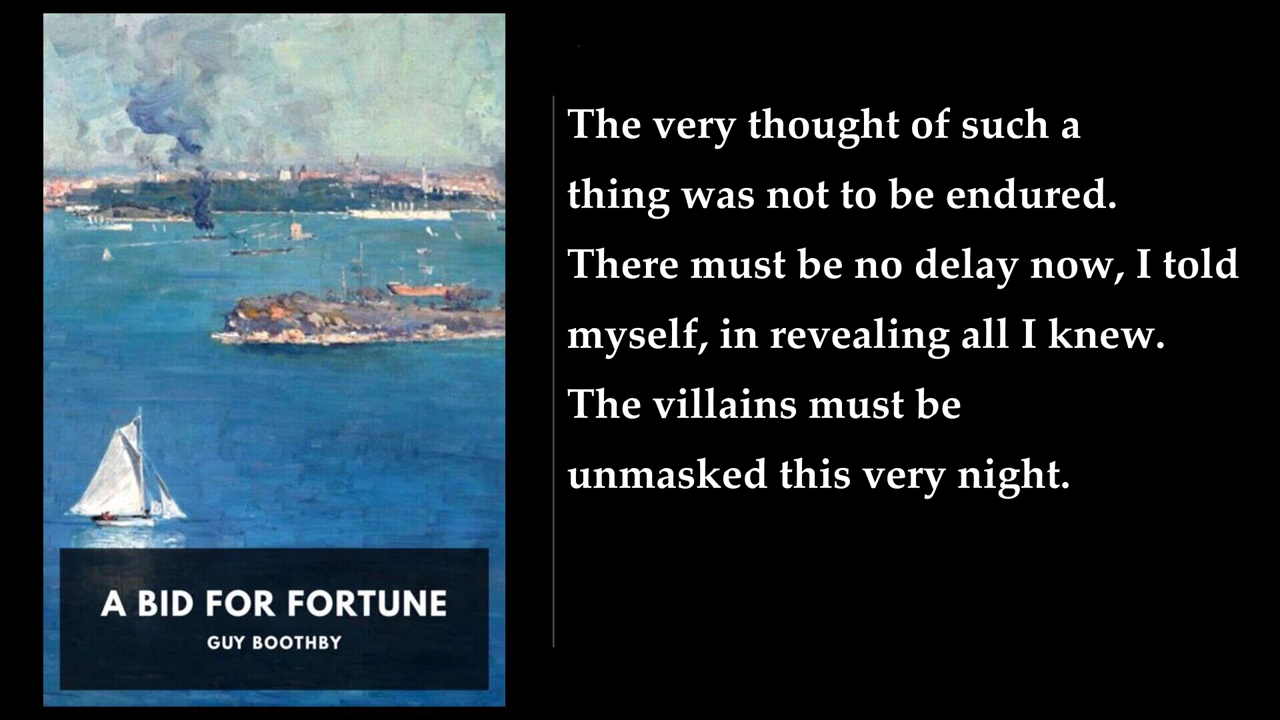 The very thought of such a
thing was not to be endured.
There must be no delay now, I told
myself, in revealing all I knew.
The villains must be
unmasked this very night.
A BID FOR FORTUNE
GUY BOOTHBY